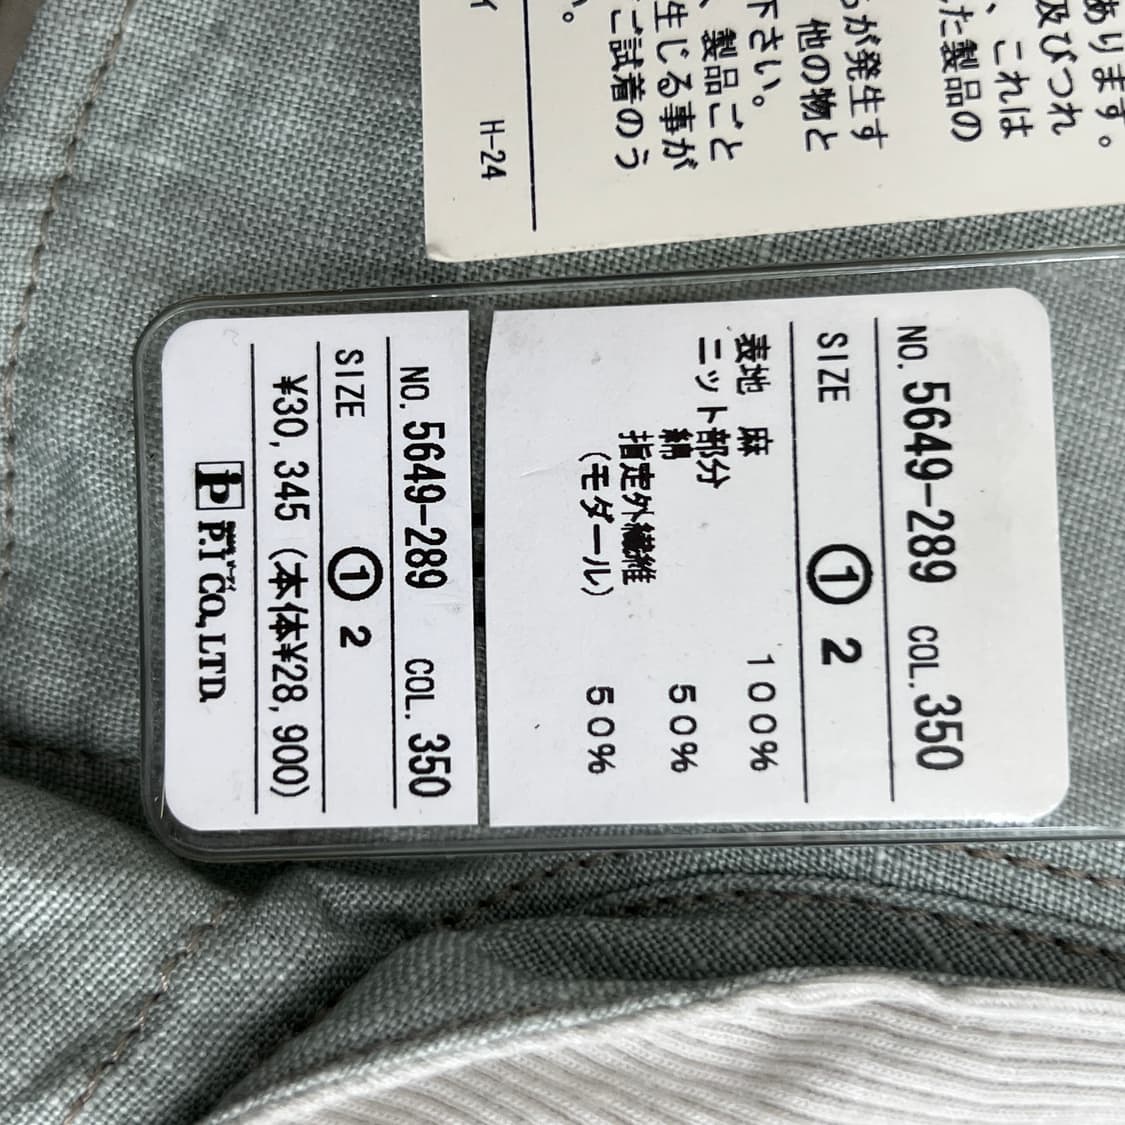 あります。
及びつれ
、これは
た製品の
が発生す
他の物と
下さい。
、製品ごと
生じる事が
ご試着のう
い。
H-24
NO. 5649-289 COL. 350
SIZE ① 2
表地 麻 100%
ニット部分
綿 50%
指定外繊維 50%
(モダール)
NO. 5649-289 COL. 350
SIZE ① 2
¥30,345 (本体¥28,900)
P.I CO., LTD.